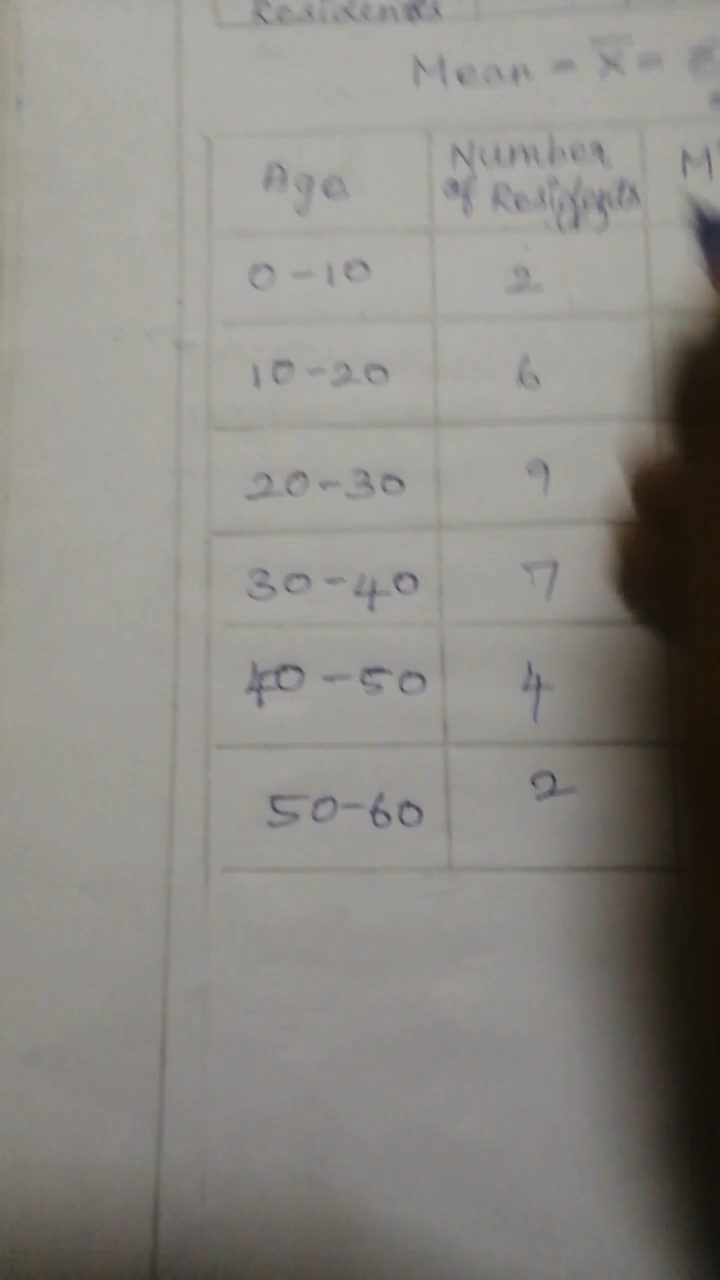 Residents
Mean = X̄ =
Age
Number
of Residents
(f)
M
0-10 2
10-20 6
20-30 9
30-40 7
40-50 4
50-60 2